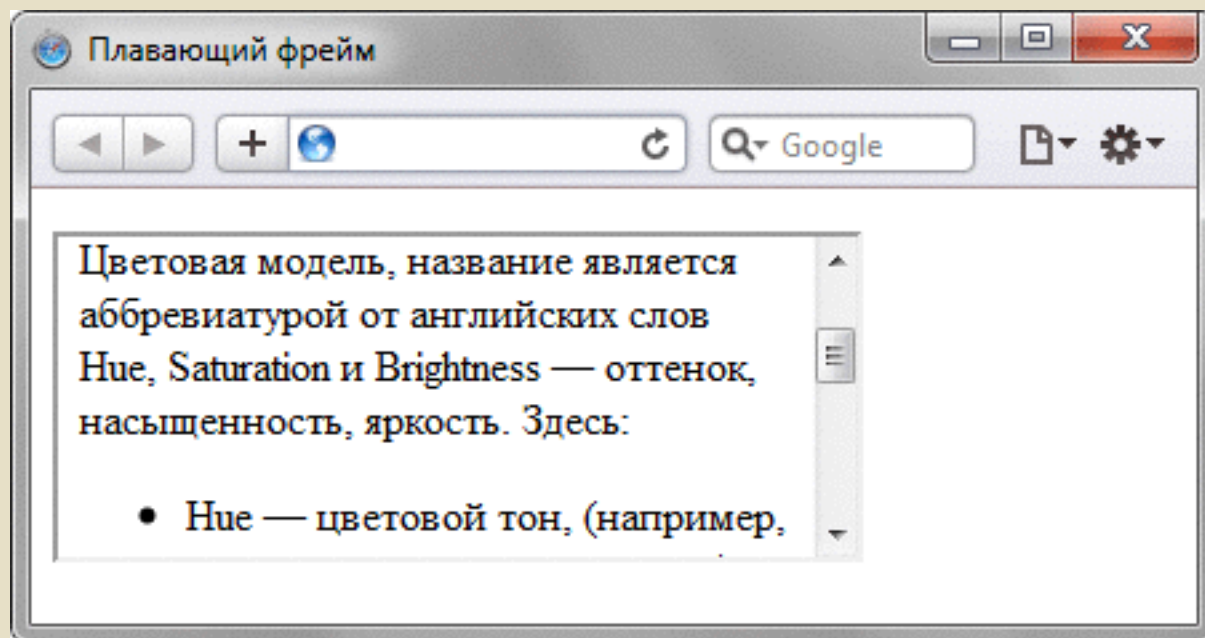 Плавающий фрейм
Google
Цветовая модель, название является
аббревиатурой от английских слов
Hue, Saturation и Brightness — оттенок,
насыщенность, яркость. Здесь:
• Hue — цветовой тон, (например,